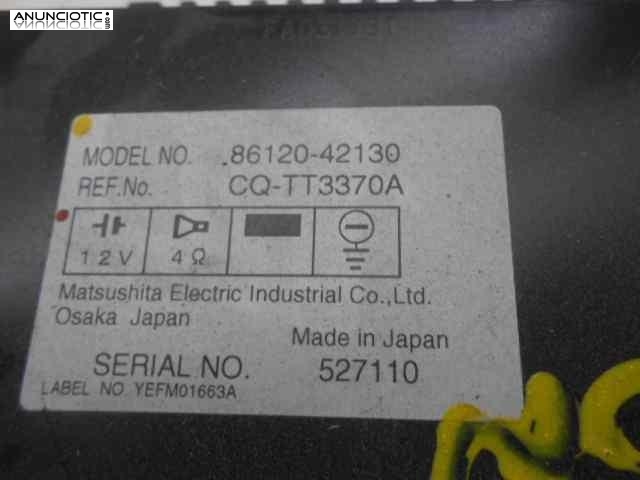 ANUNCIOTIC.com
MODEL NO. .86120-42130
REF.No. CQ-TT3370A
12V 4Ω
Matsushita Electric Industrial Co.,Ltd.
Osaka Japan
Made in Japan
SERIAL NO. 527110
LABEL NO YEFM01663A